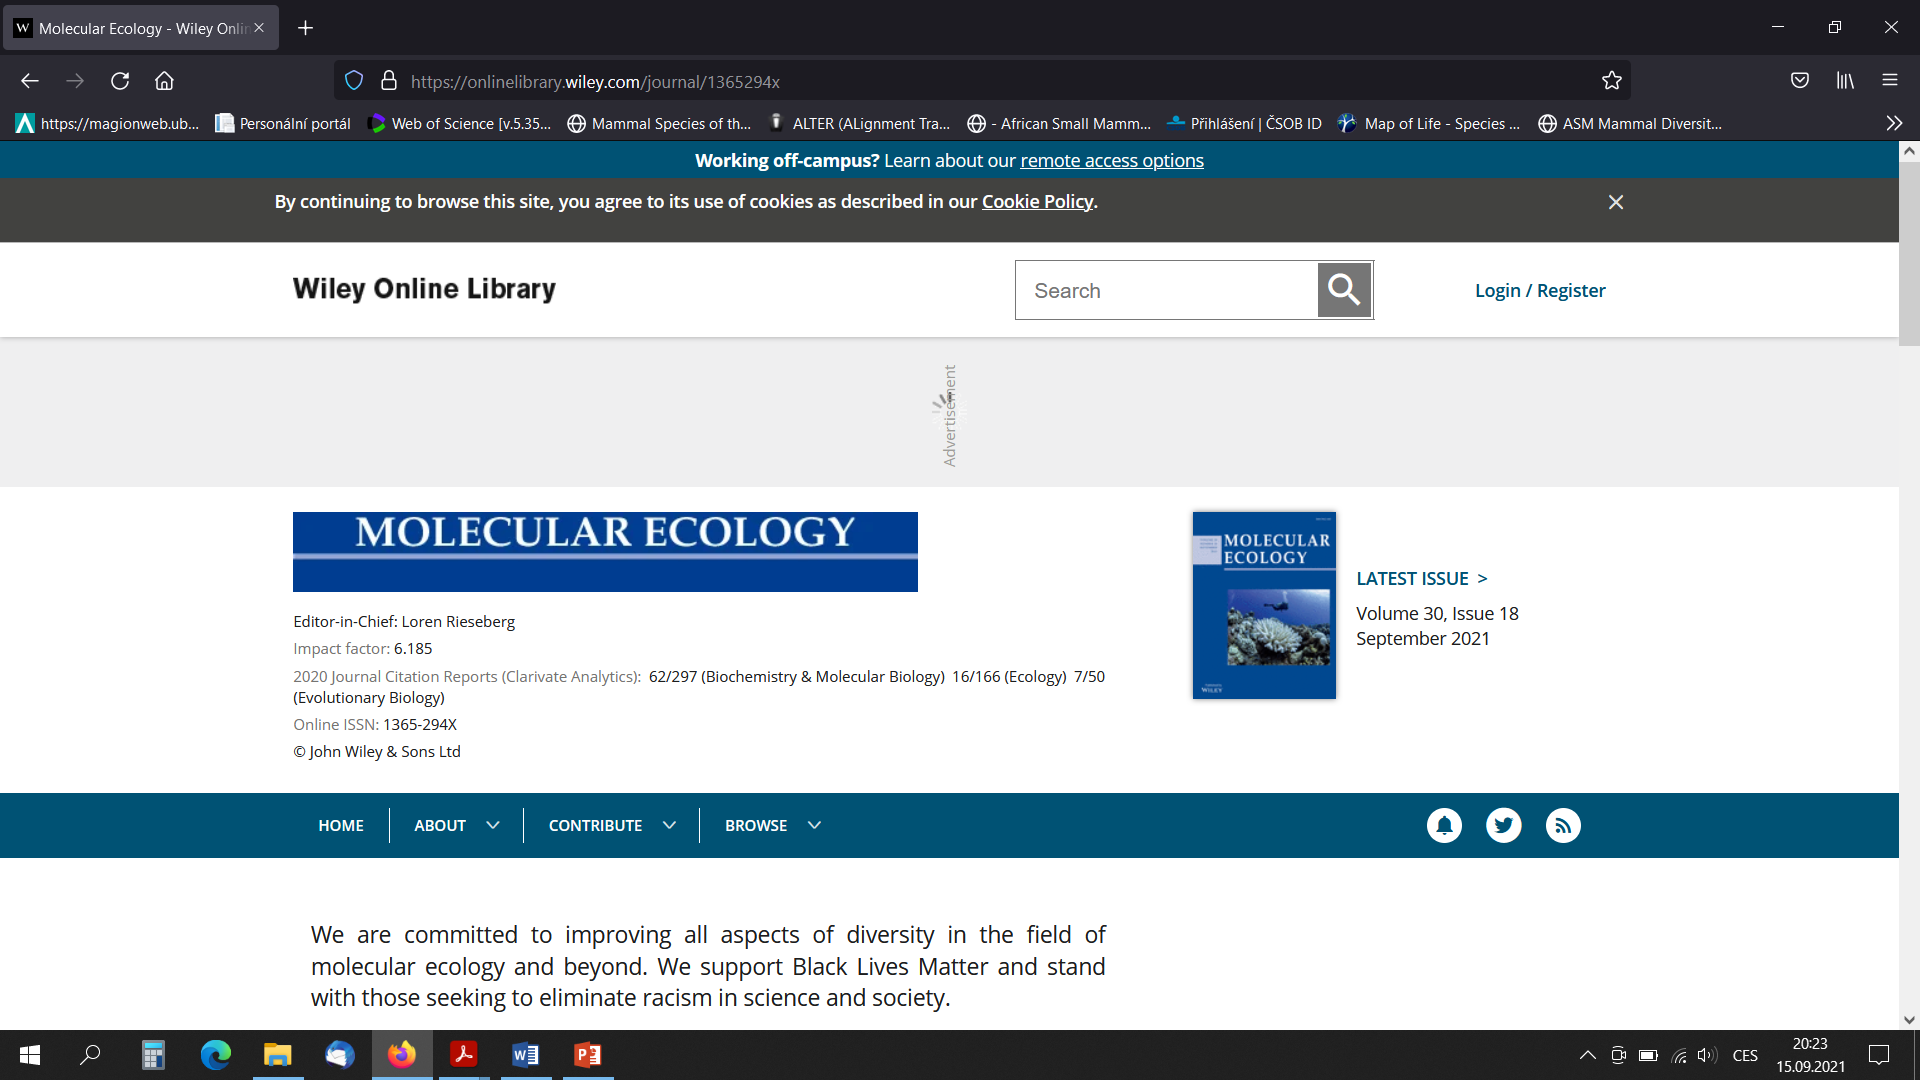 Molecular Ecology - Wiley Onlin
https://onlinelibrary.wiley.com/journal/1365294x
https://magionweb.ub... Personální portál Web of Science [v.5.35... Mammal Species of th... ALTER (ALignment Tra... - African Small Mamm... Přihlášení | ČSOB ID Map of Life - Species ... ASM Mammal Diversit...
Working off-campus? Learn about our remote access options
By continuing to browse this site, you agree to its use of cookies as described in our Cookie Policy.
Wiley Online Library
Search
Login / Register
Advertisement
MOLECULAR ECOLOGY
Editor-in-Chief: Loren Rieseberg
Impact factor: 6.185
2020 Journal Citation Reports (Clarivate Analytics): 62/297 (Biochemistry & Molecular Biology) 16/166 (Ecology) 7/50
(Evolutionary Biology)
Online ISSN: 1365-294X
© John Wiley & Sons Ltd
MOLECULAR
ECOLOGY
WILEY
LATEST ISSUE >
Volume 30, Issue 18
September 2021
HOME ABOUT CONTRIBUTE BROWSE
We are committed to improving all aspects of diversity in the field of
molecular ecology and beyond. We support Black Lives Matter and stand
with those seeking to eliminate racism in science and society.
CES
20:23
15.09.2021